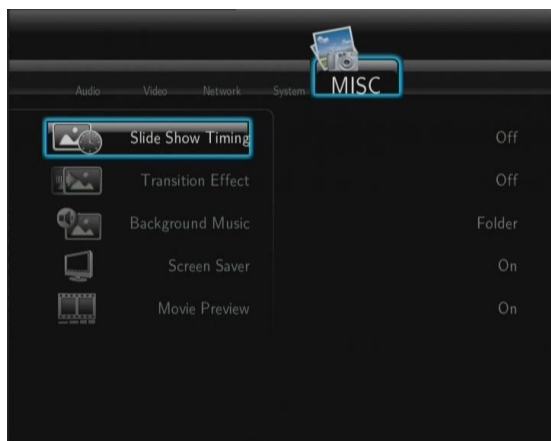 Audio Video Network System MISC
Slide Show Timing Off
Transition Effect Off
Background Music Folder
Screen Saver On
Movie Preview On